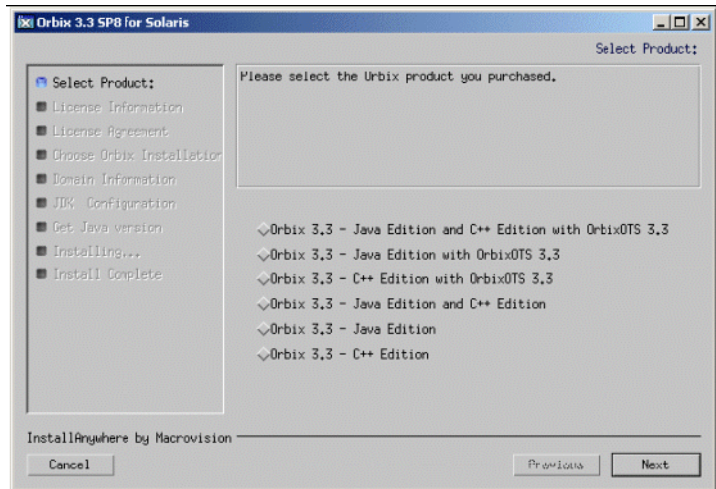 Orbix 3.3 SP8 for Solaris
Select Product:
Select Product:
License Information
License Agreement
Choose Orbix Installation
Domain Information
JDK Configuration
Get Java version
Installing...
Install Complete
Please select the Orbix product you purchased.
Orbix 3.3 - Java Edition and C++ Edition with OrbixOTS 3.3
Orbix 3.3 - Java Edition with OrbixOTS 3.3
Orbix 3.3 - C++ Edition with OrbixOTS 3.3
Orbix 3.3 - Java Edition and C++ Edition
Orbix 3.3 - Java Edition
Orbix 3.3 - C++ Edition
InstallAnywhere by Macrovision
Cancel
Previous
Next